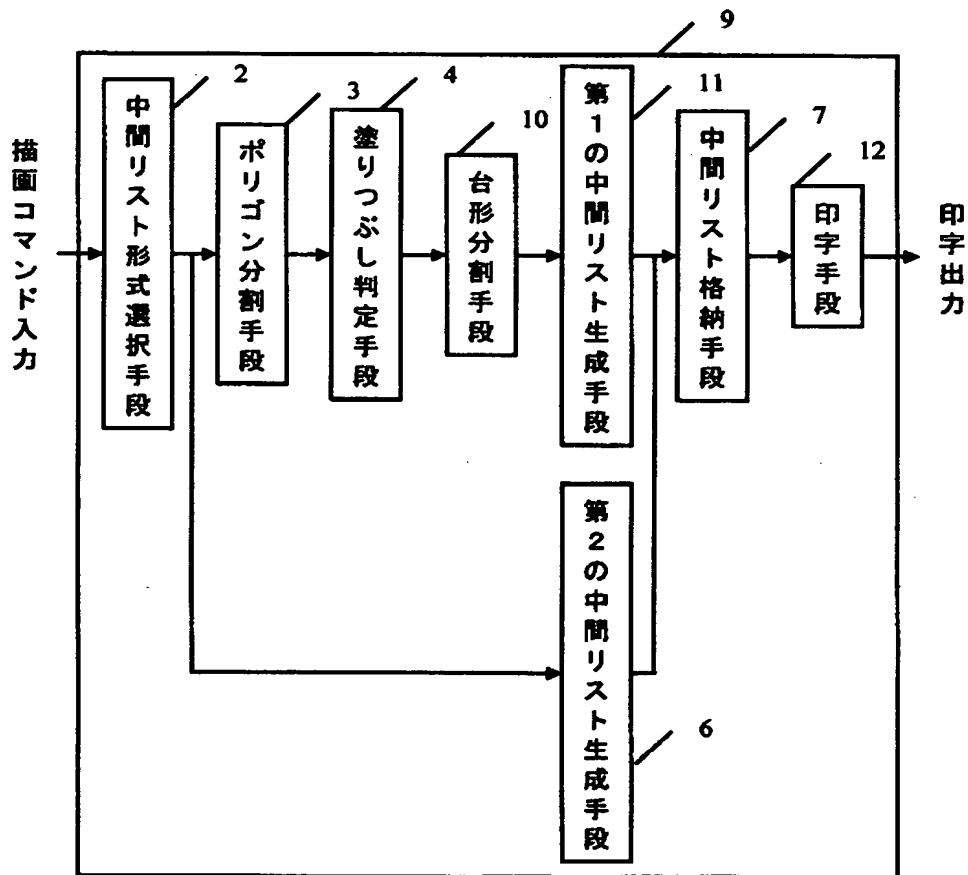 9
2
中間リスト形式選択手段
3
ポリゴン分割手段
4
塗りつぶし判定手段
10
台形分割手段
11
第1の中間リスト生成手段
7
中間リスト格納手段
12
印字手段
描画コマンド入力
印字出力
第2の中間リスト生成手段
6